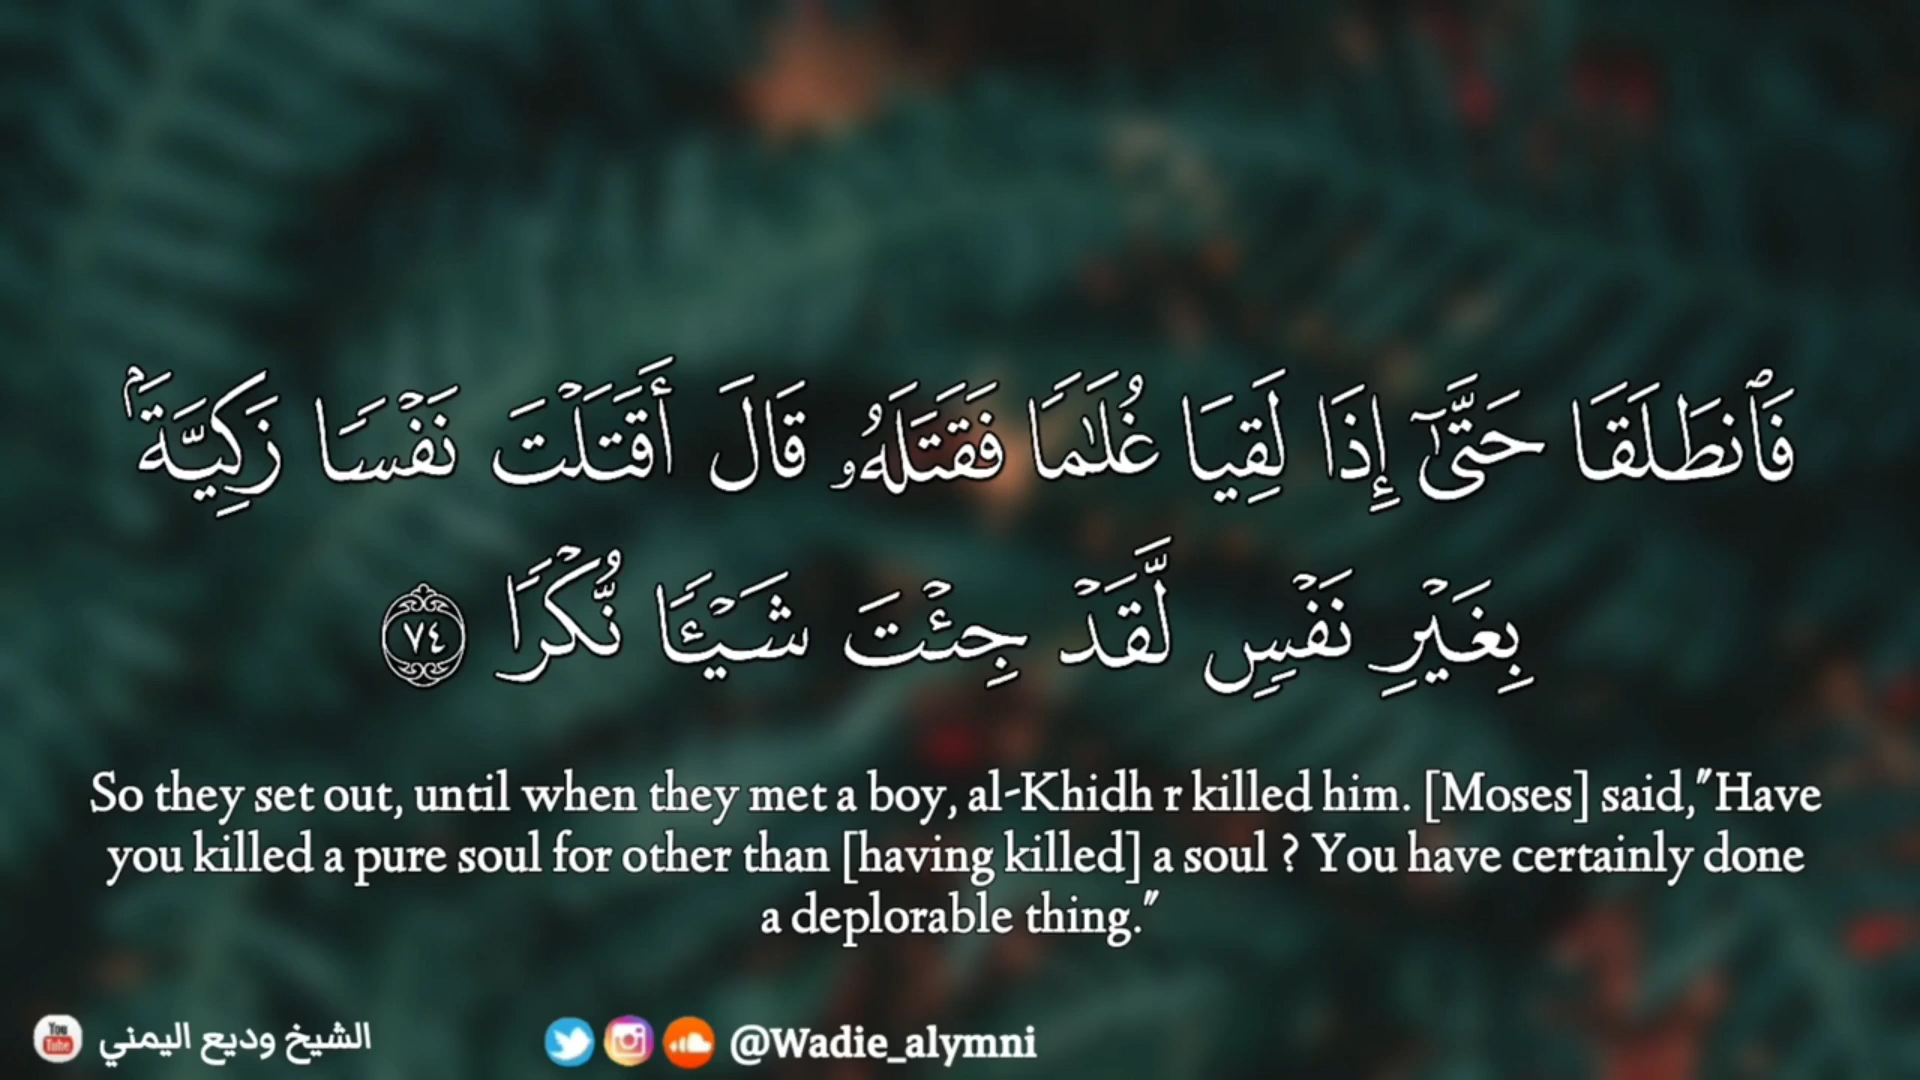 فَٱنطَلَقَا حَتَّىٰٓ إِذَا لَقِيَا غُلَٰمٗا فَقَتَلَهُۥ قَالَ أَقَتَلۡتَ نَفۡسٗا زَكِيَّةَۢ
بِغَيۡرِ نَفۡسٖ لَّقَدۡ جِئۡتَ شَيۡـٔٗا نُّكۡرٗا ٧٤
So they set out, until when they met a boy, al-Khidh r killed him. [Moses] said,"Have
you killed a pure soul for other than [having killed] a soul ? You have certainly done
a deplorable thing."
You Tube الشيخ وديع اليمني
@Wadie_alymni